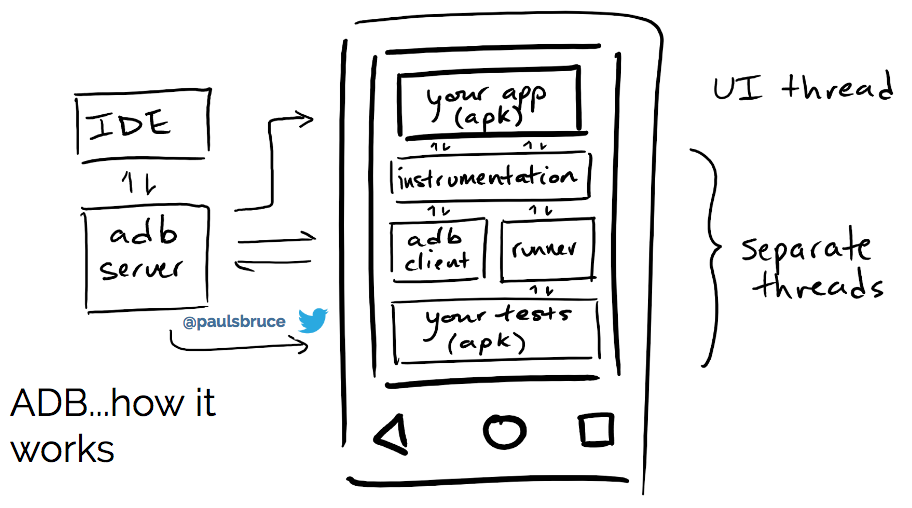 IDE
adb
server
@paulsbruce
ADB...how it
works
your app
(apk)
instrumentation
adb
client
runner
your tests
(apk)
UI thread
separate
threads